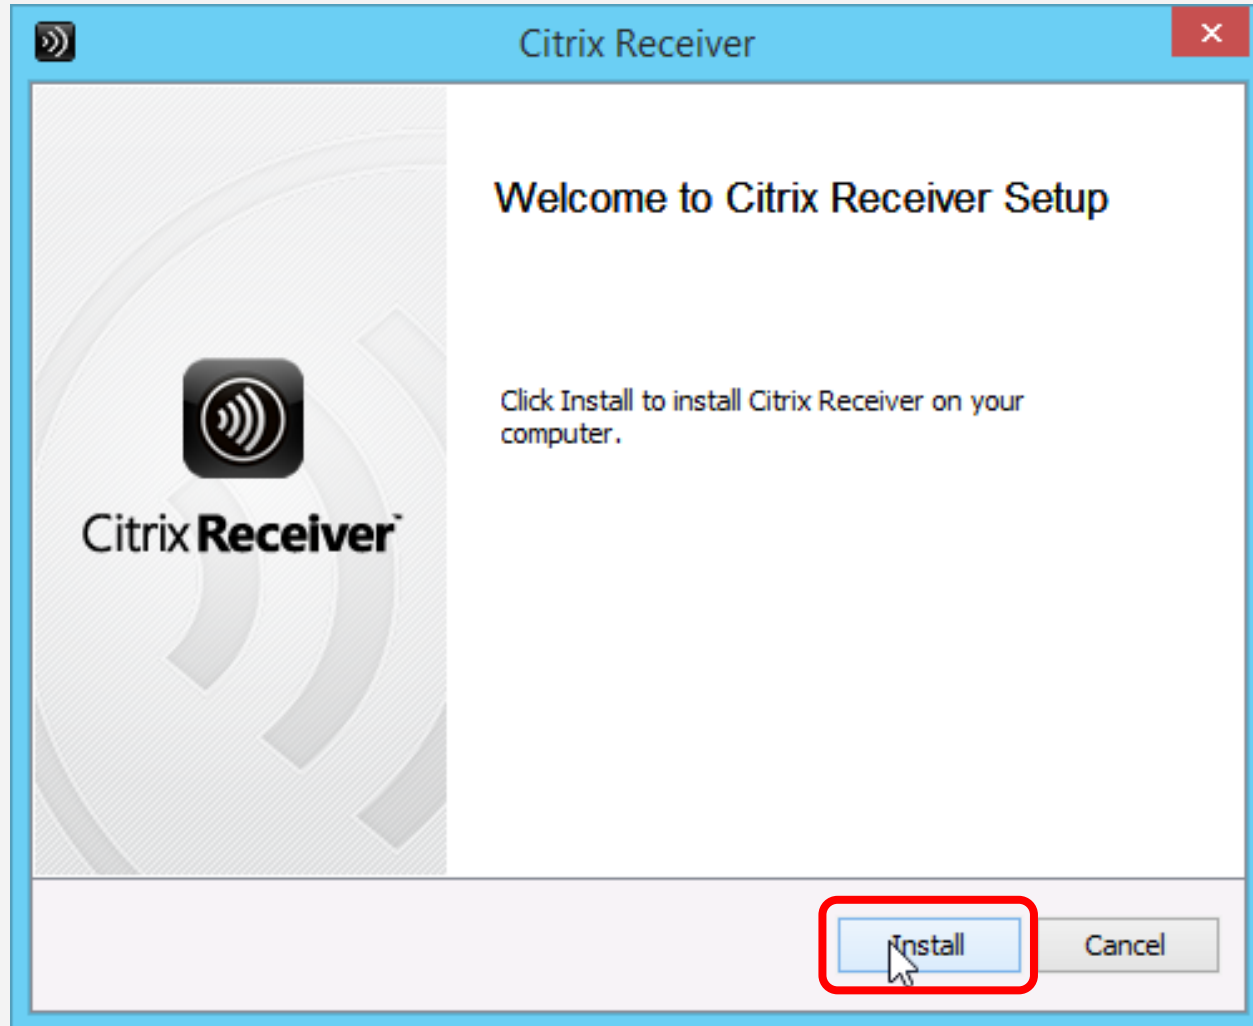 Citrix Receiver
Welcome to Citrix Receiver Setup
Click Install to install Citrix Receiver on your
computer.
Citrix Receiver™
Install
Cancel